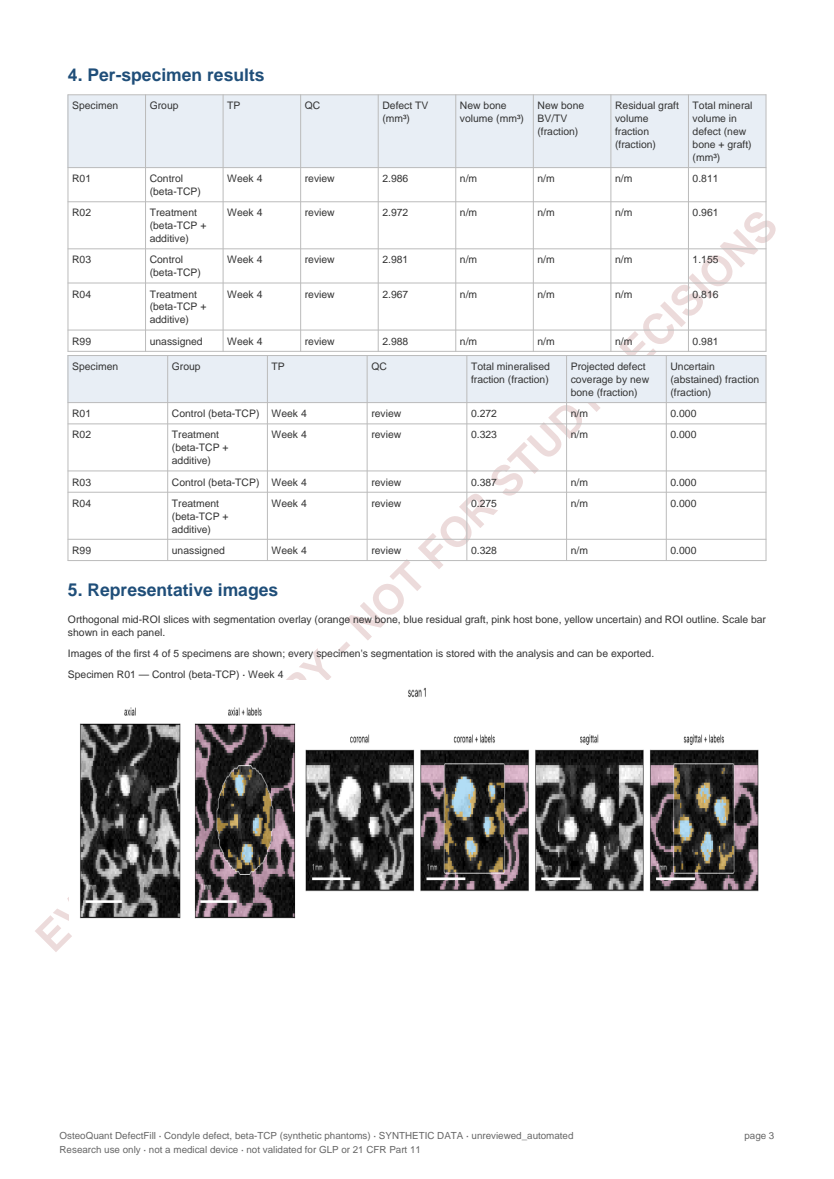 4. Per-specimen results
Specimen Group TP QC Defect TV (mm³) New bone volume (mm³) New bone BV/TV (fraction) Residual graft volume fraction (fraction) Total mineral volume in defect (new bone + graft) (mm³)
R01 Control (beta-TCP) Week 4 review 2.986 n/m n/m n/m 0.811
R02 Treatment (beta-TCP + additive) Week 4 review 2.972 n/m n/m n/m 0.961
R03 Control (beta-TCP) Week 4 review 2.981 n/m n/m n/m 1.155
R04 Treatment (beta-TCP + additive) Week 4 review 2.967 n/m n/m n/m 0.816
R99 unassigned Week 4 review 2.988 n/m n/m n/m 0.981
Specimen Group TP QC Total mineralised fraction (fraction) Projected defect coverage by new bone (fraction) Uncertain (abstained) fraction (fraction)
R01 Control (beta-TCP) Week 4 review 0.272 n/m 0.000
R02 Treatment (beta-TCP + additive) Week 4 review 0.323 n/m 0.000
R03 Control (beta-TCP) Week 4 review 0.387 n/m 0.000
R04 Treatment (beta-TCP + additive) Week 4 review 0.275 n/m 0.000
R99 unassigned Week 4 review 0.328 n/m 0.000
5. Representative images
Orthogonal mid-ROI slices with segmentation overlay (orange new bone, blue residual graft, pink host bone, yellow uncertain) and ROI outline. Scale bar
shown in each panel.
Images of the first 4 of 5 specimens are shown; every specimen's segmentation is stored with the analysis and can be exported.
Specimen R01 — Control (beta-TCP) · Week 4
scan 1
axial axial + labels coronal coronal + labels sagittal sagittal + labels
1 mm 1 mm 1 mm 1 mm
NOT FOR STUDY
OsteoQuant DefectFill · Condyle defect, beta-TCP (synthetic phantoms) · SYNTHETIC DATA · unreviewed_automated page 3
Research use only · not a medical device · not validated for GLP or 21 CFR Part 11